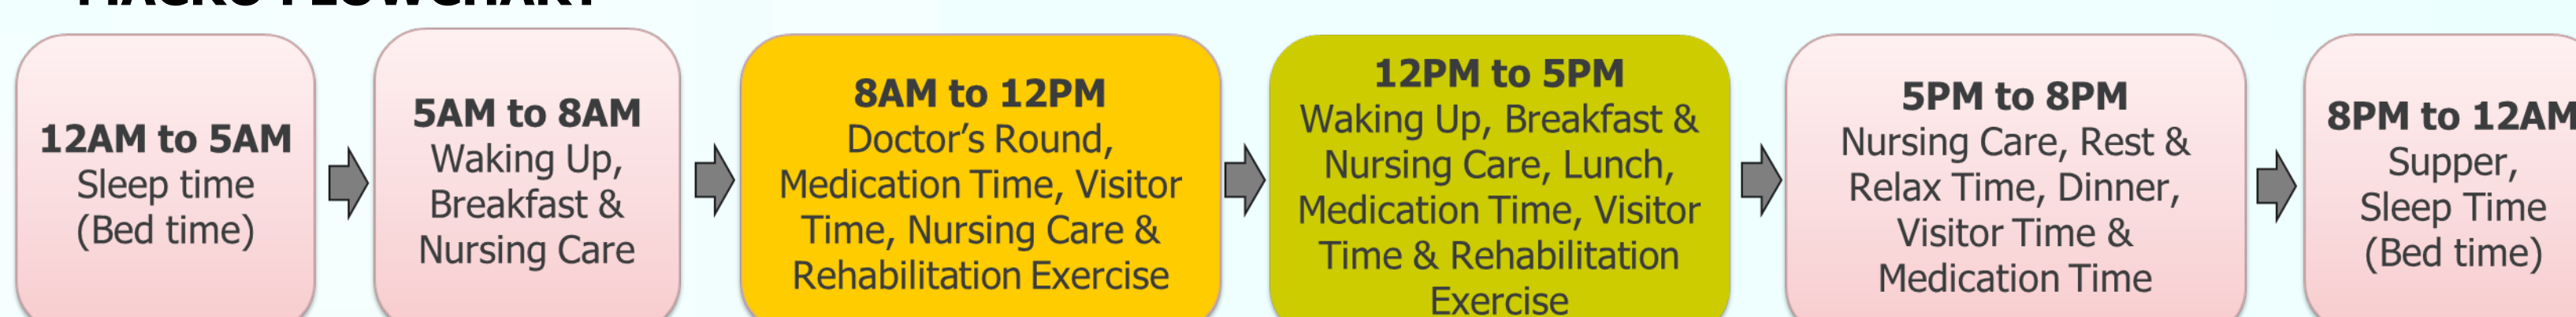 MACRO FLOWCHART
12AM to 5AM
Sleep time
(Bed time)
5AM to 8AM
Waking Up,
Breakfast &
Nursing Care
8AM to 12PM
Doctor’s Round,
Medication Time, Visitor
Time, Nursing Care &
Rehabilitation Exercise
12PM to 5PM
Waking Up, Breakfast &
Nursing Care, Lunch,
Medication Time, Visitor
Time & Rehabilitation
Exercise
5PM to 8PM
Nursing Care, Rest &
Relax Time, Dinner,
Visitor Time &
Medication Time
8PM to 12AM
Supper,
Sleep Time
(Bed time)